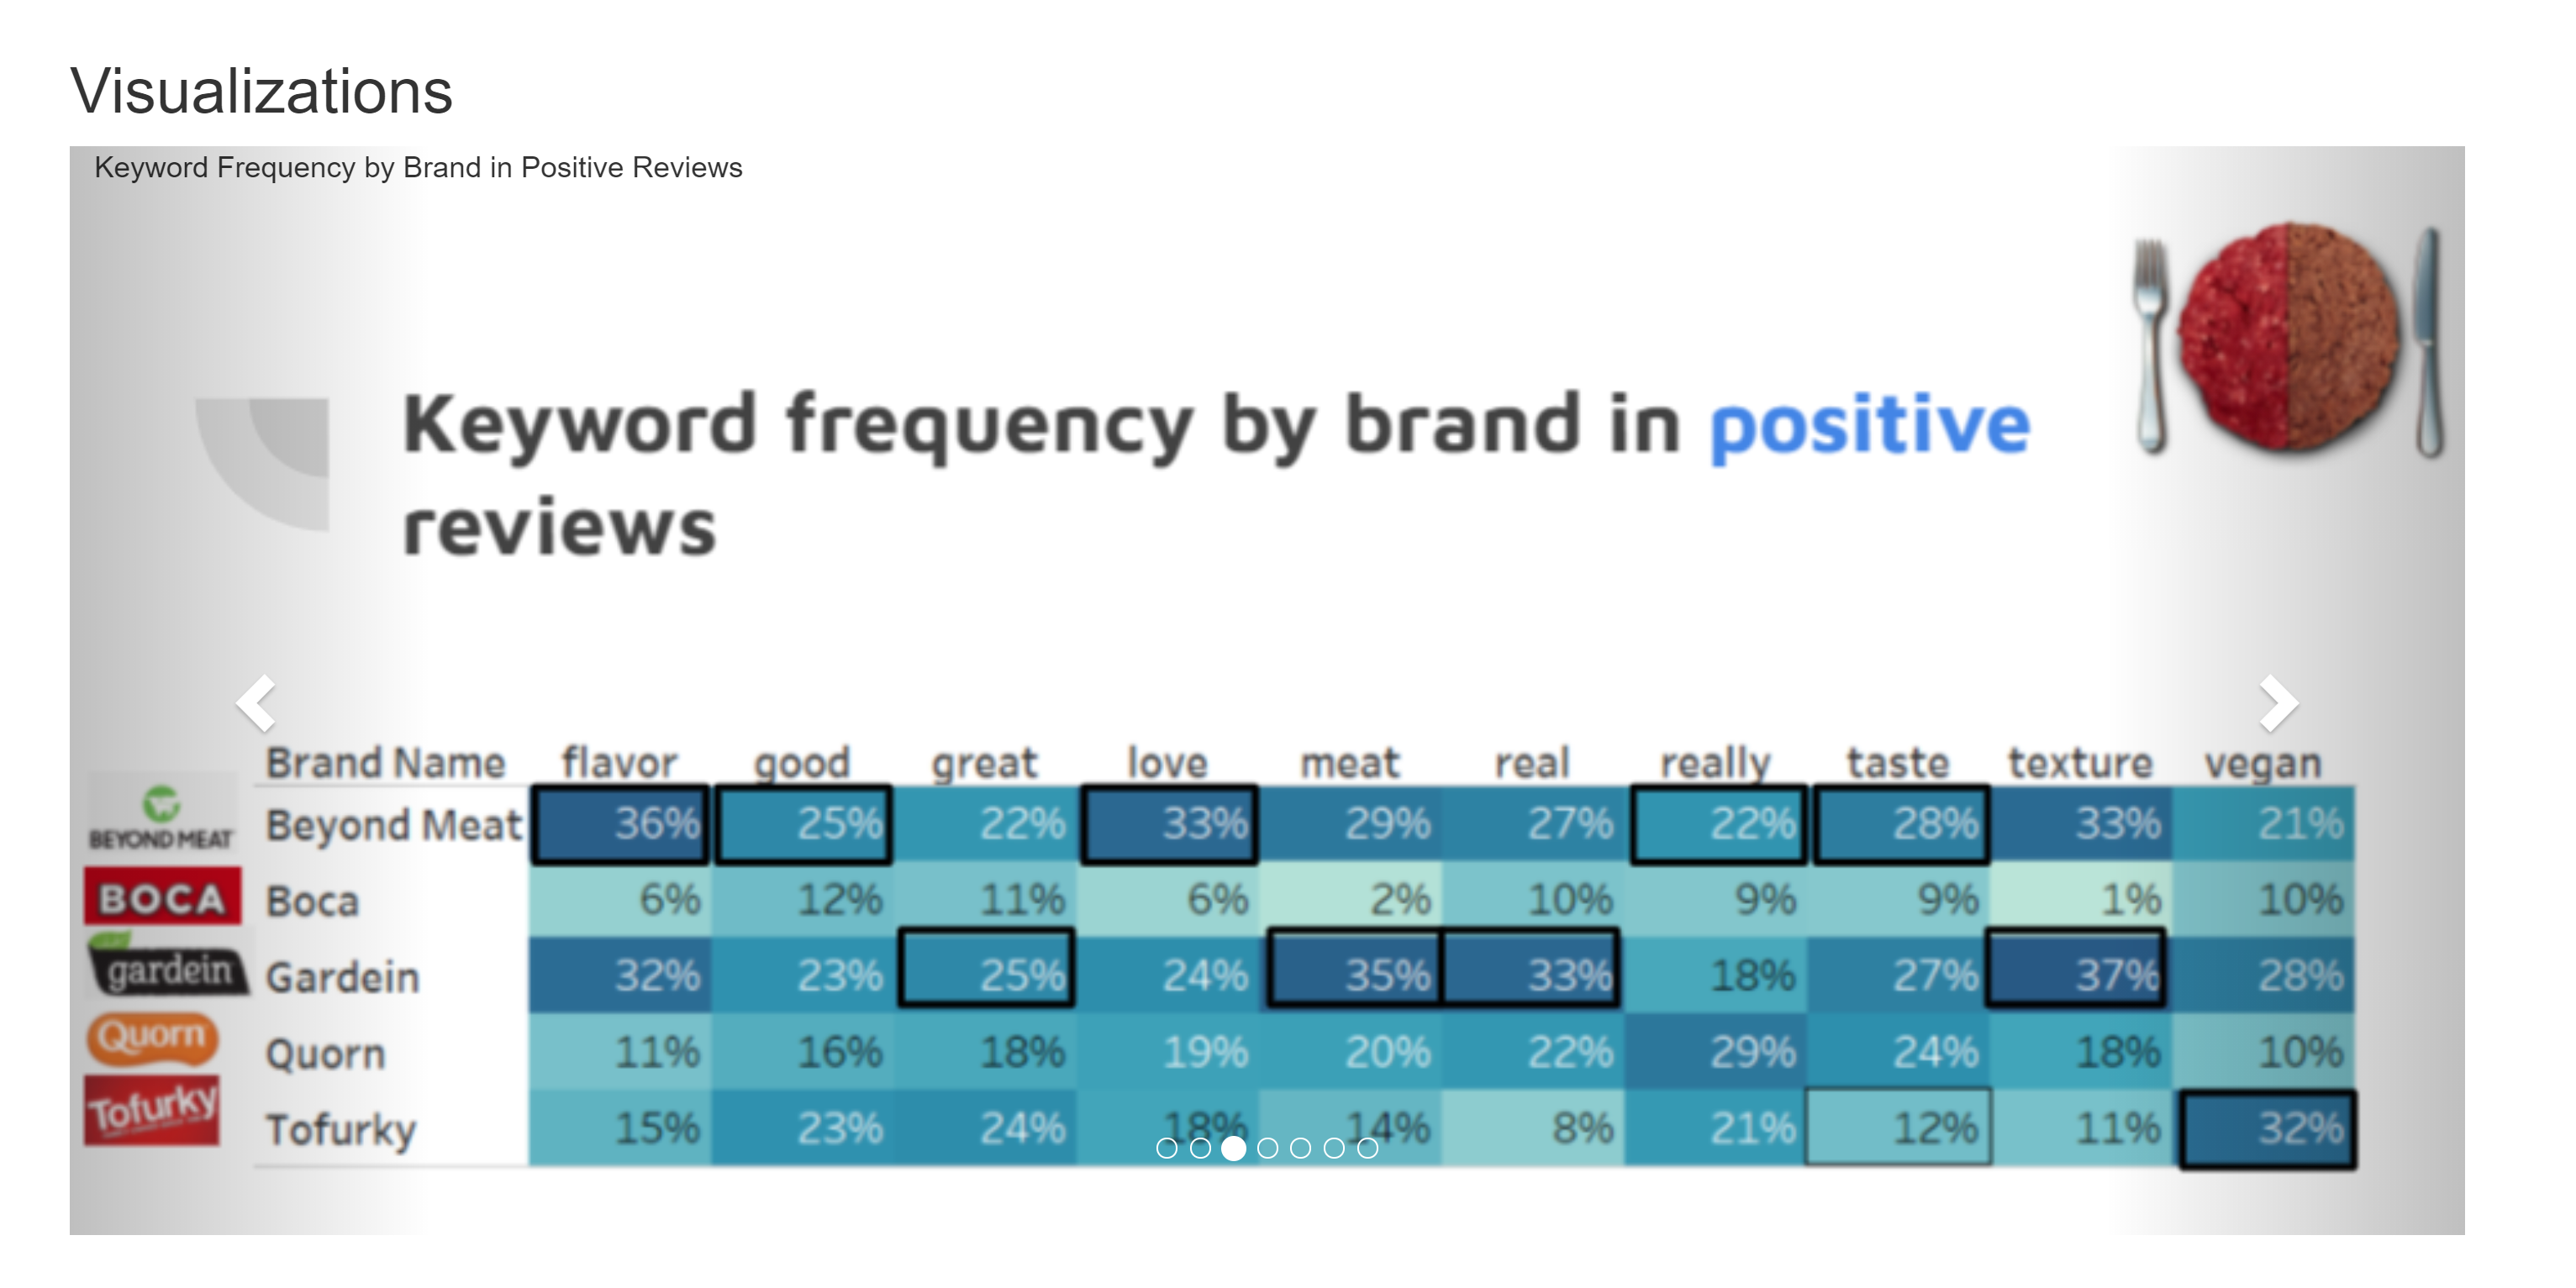 Visualizations
Keyword Frequency by Brand in Positive Reviews
Keyword frequency by brand in positive
reviews
Brand Name flavor good great love meat real really taste texture vegan
BEYOND MEAT Beyond Meat 36% 25% 22% 33% 29% 27% 22% 28% 33% 21%
BOCA Boca 6% 12% 11% 6% 2% 10% 9% 9% 1% 10%
gardein Gardein 32% 23% 25% 24% 35% 33% 18% 27% 37% 28%
Quorn Quorn 11% 16% 18% 19% 20% 22% 29% 24% 18% 10%
Tofurky Tofurky 15% 23% 24% 18% 14% 8% 21% 12% 11% 32%